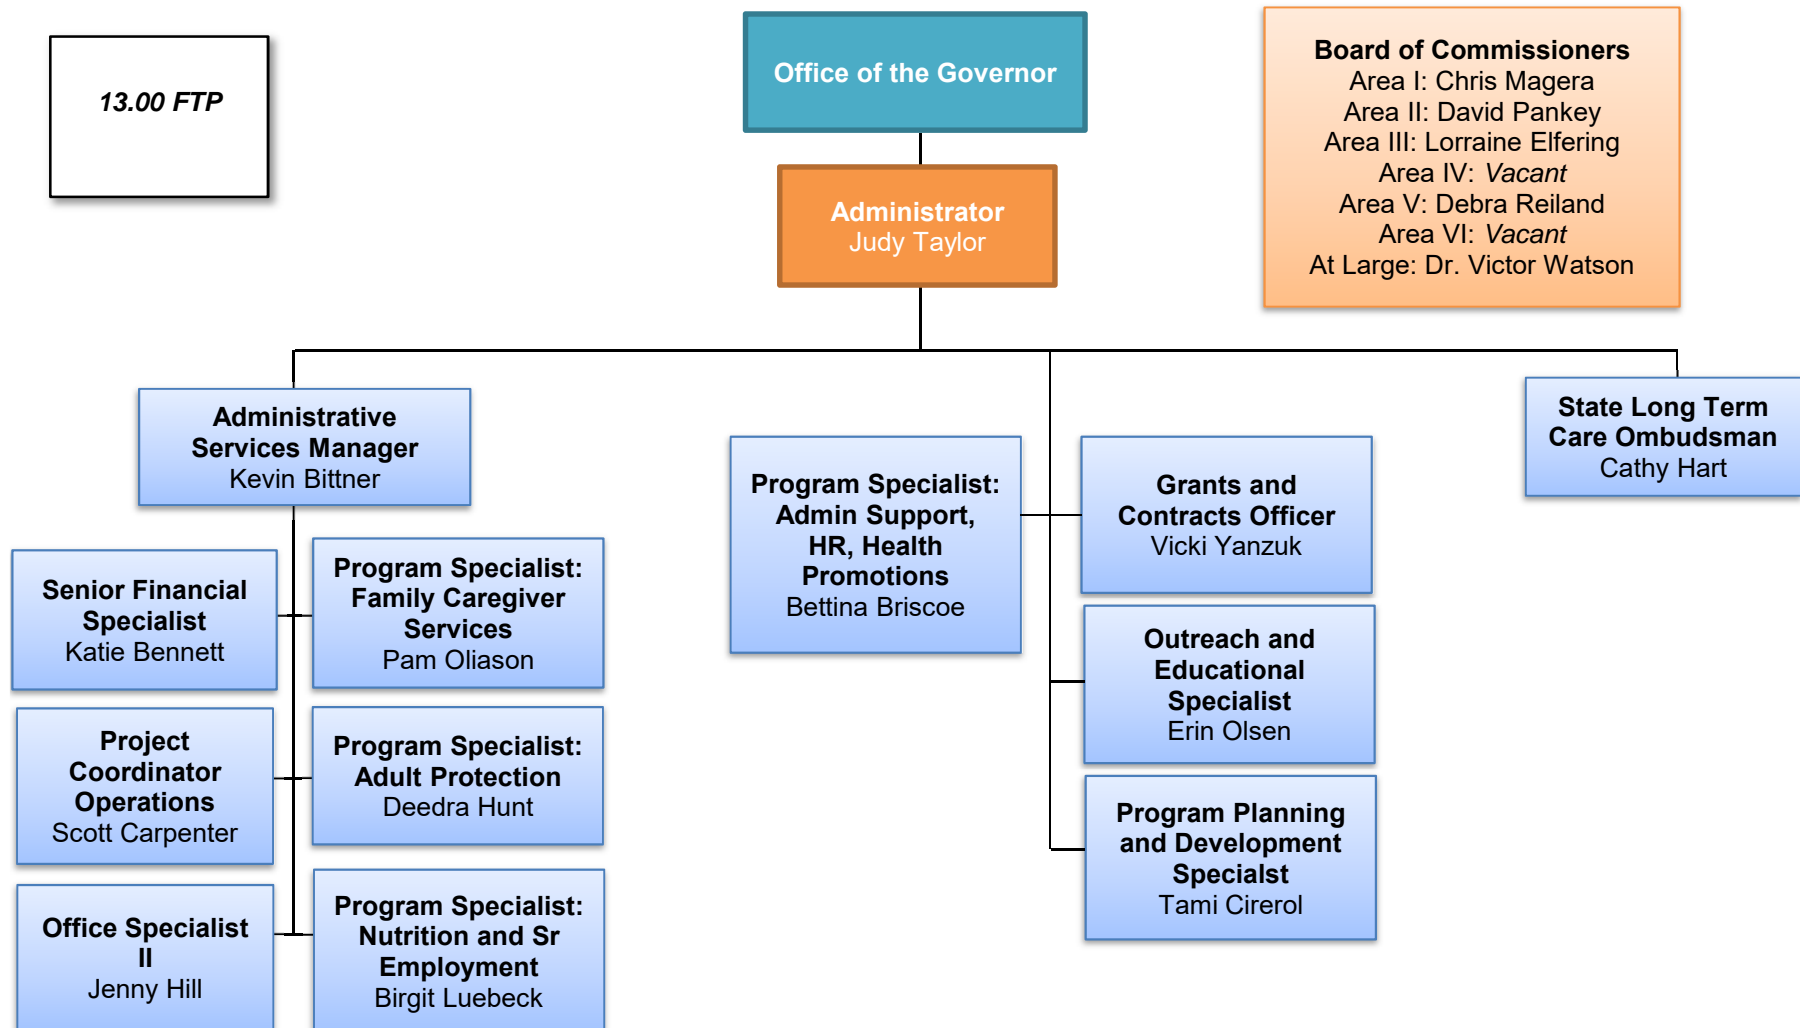 13.00 FTP
Office of the Governor
Board of Commissioners
Area I: Chris Magera
Area II: David Pankey
Area III: Lorraine Elfering
Area IV: Vacant
Area V: Debra Reiland
Area VI: Vacant
At Large: Dr. Victor Watson
Administrator
Judy Taylor
Administrative
Services Manager
Kevin Bittner
Senior Financial
Specialist
Katie Bennett
Program Specialist:
Family Caregiver
Services
Pam Oliason
Project
Coordinator
Operations
Scott Carpenter
Program Specialist:
Adult Protection
Deedra Hunt
Office Specialist
II
Jenny Hill
Program Specialist:
Nutrition and Sr
Employment
Birgit Luebeck
Program Specialist:
Admin Support,
HR, Health
Promotions
Bettina Briscoe
Grants and
Contracts Officer
Vicki Yanzuk
Outreach and
Educational
Specialist
Erin Olsen
Program Planning
and Development
Specialst
Tami Cirerol
State Long Term
Care Ombudsman
Cathy Hart